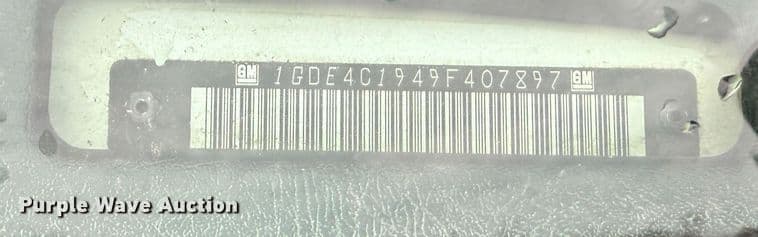 GM 1GDE4C1949F407897 GM
Purple Wave Auction